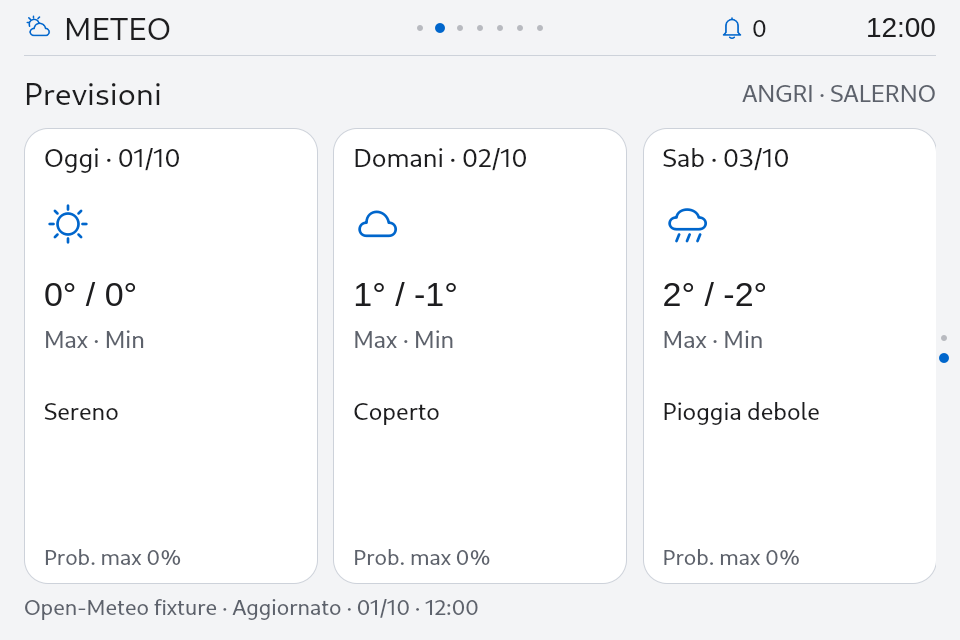 METEO
0
12:00
Previsioni
ANGRI · SALERNO
Oggi · 01/10
0° / 0°
Max · Min
Sereno
Prob. max 0%
Domani · 02/10
1° / -1°
Max · Min
Coperto
Prob. max 0%
Sab · 03/10
2° / -2°
Max · Min
Pioggia debole
Prob. max 0%
Open-Meteo fixture · Aggiornato · 01/10 · 12:00